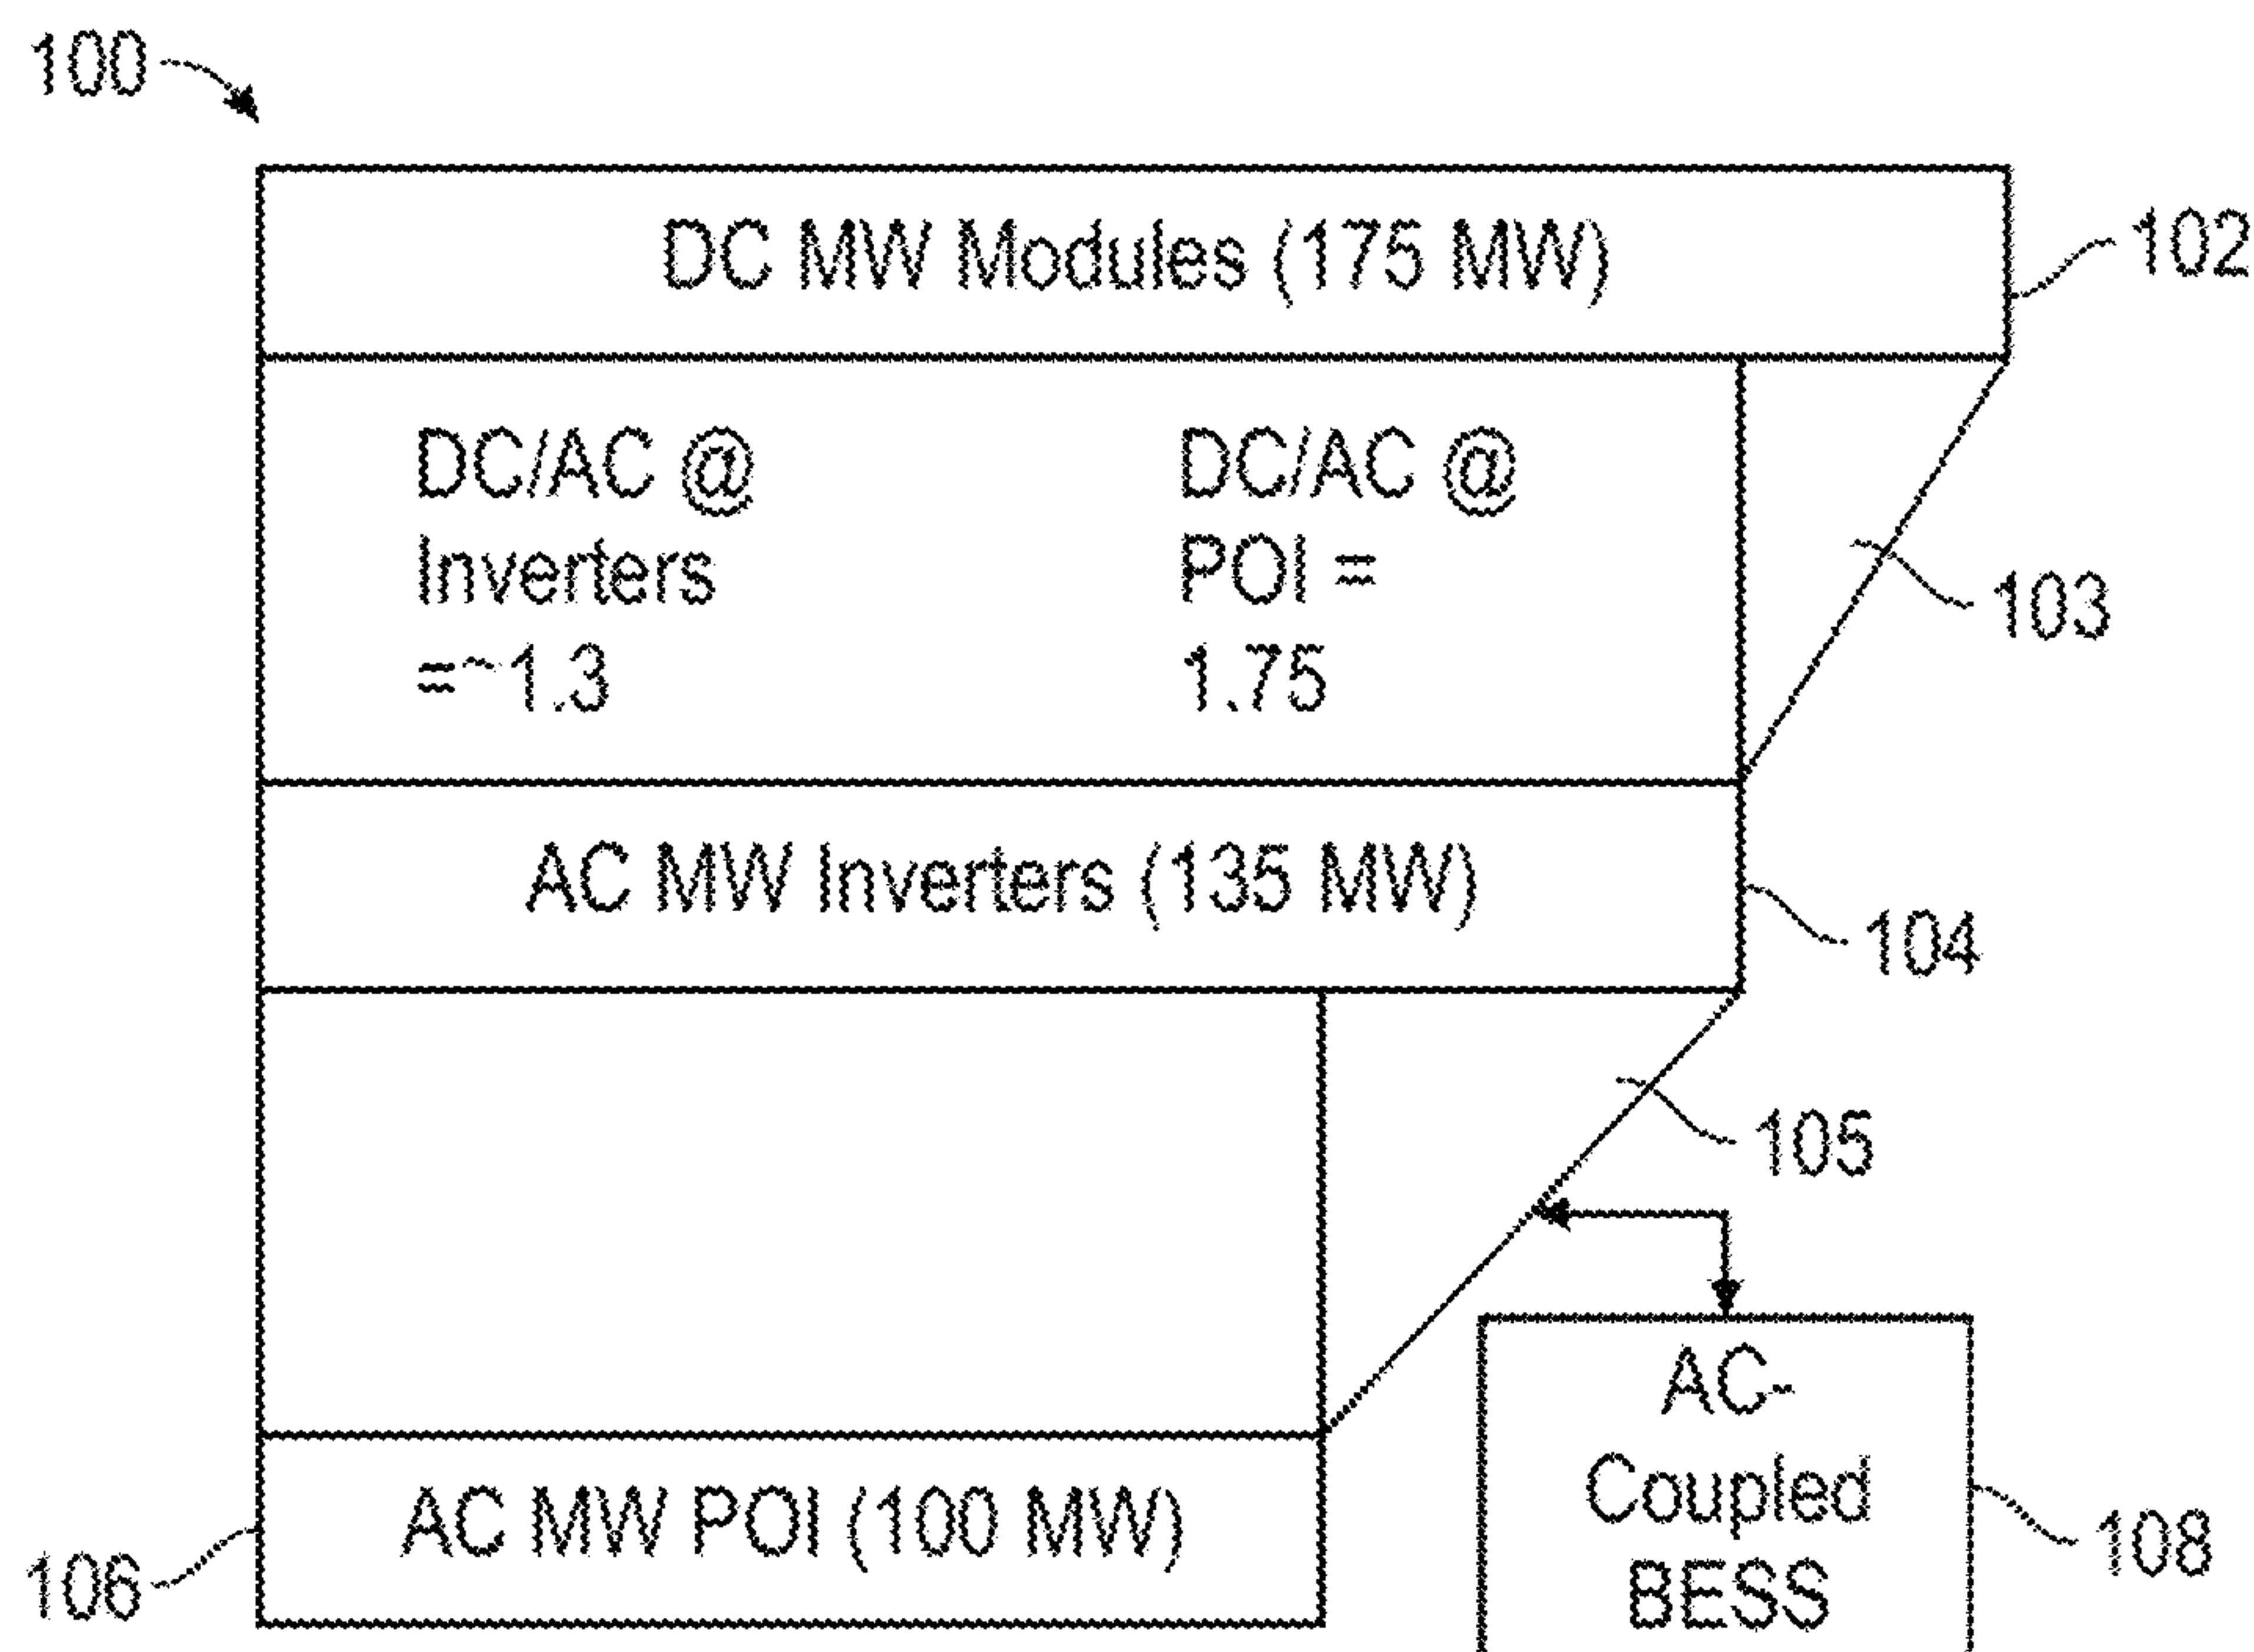 100
DC MW Modules (175 MW)
102
DC/AC @
Inverters
=~1.3
DC/AC @
POI =
1.75
103
AC MW Inverters (135 MW)
104
105
AC MW POI (100 MW)
106
AC-
Coupled
BESS
108